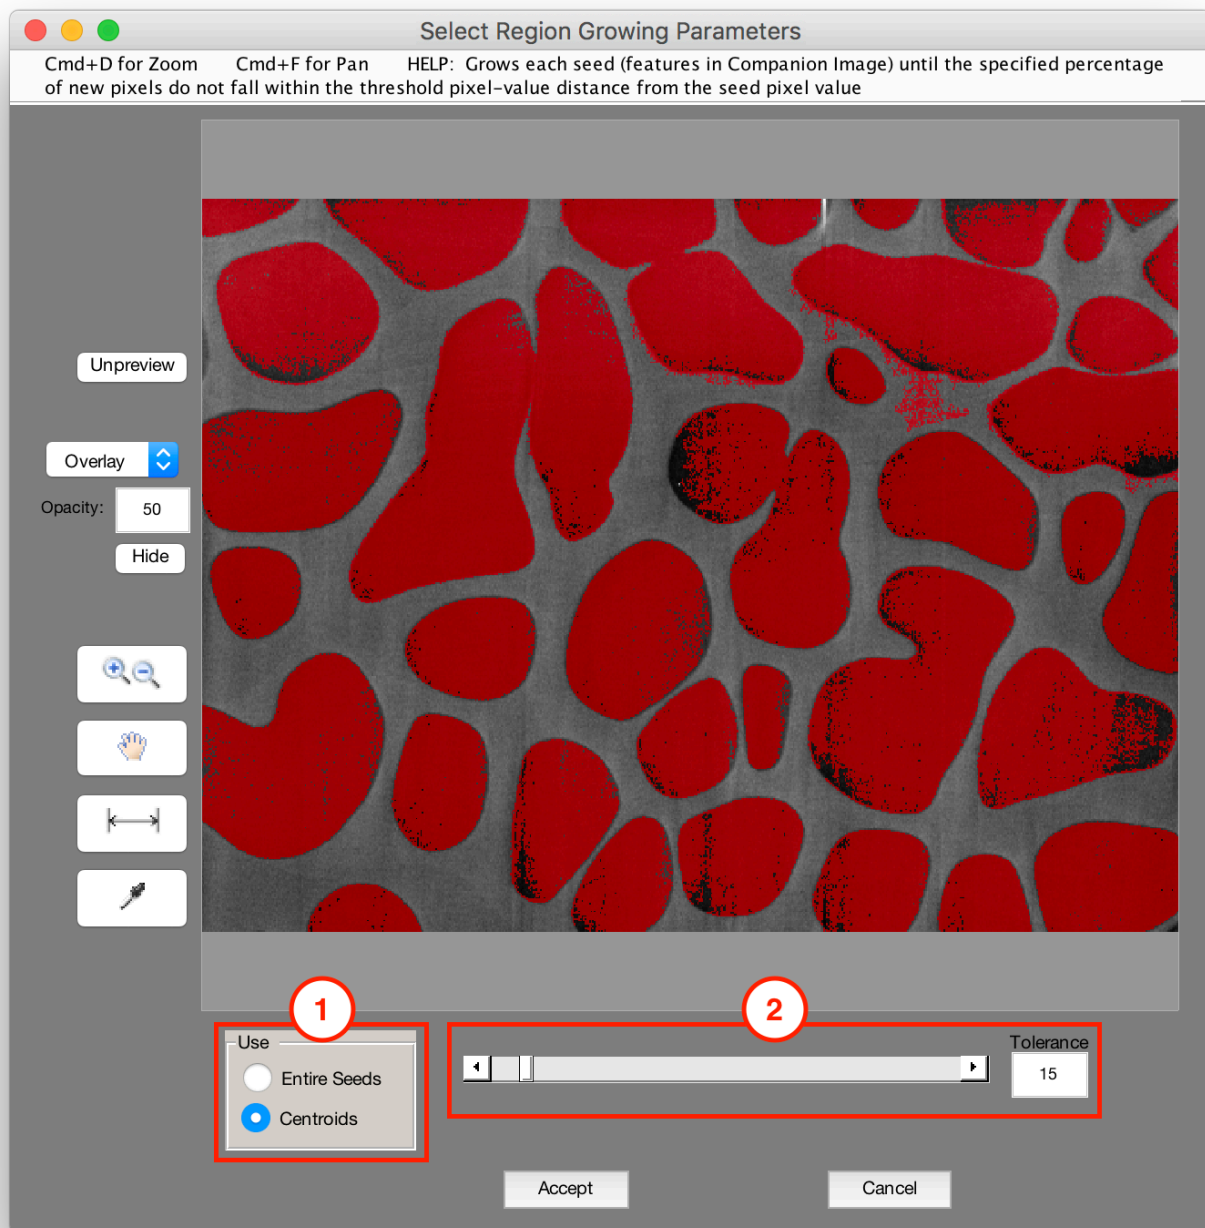 Select Region Growing Parameters
Cmd+D for Zoom Cmd+F for Pan HELP: Grows each seed (features in Companion Image) until the specified percentage
of new pixels do not fall within the threshold pixel-value distance from the seed pixel value
Unpreview
Overlay
Opacity: 50
Hide
1
2
Use
Entire Seeds
Centroids
Tolerance
15
Accept
Cancel